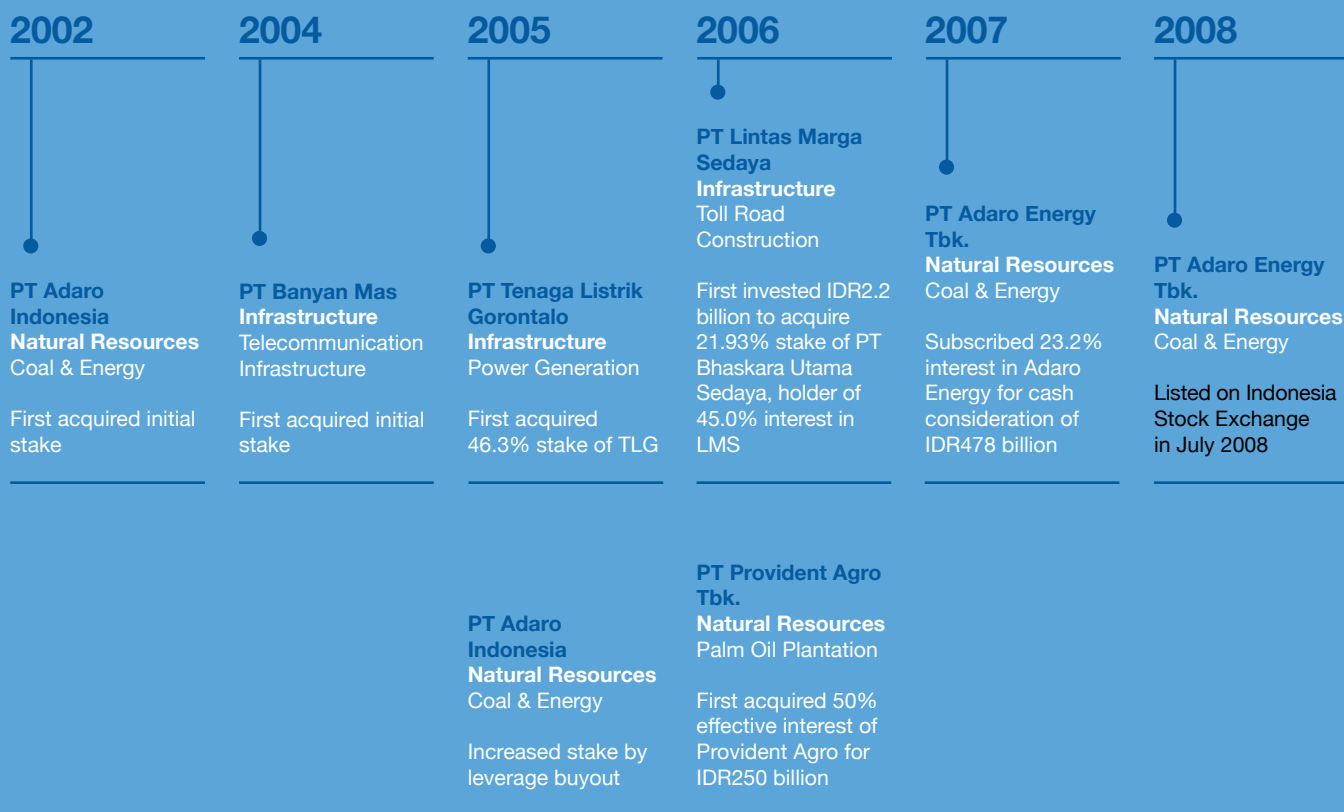 2002
PT Adaro
Indonesia
Natural Resources
Coal & Energy
First acquired initial
stake
2004
PT Banyan Mas
Infrastructure
Telecommunication
Infrastructure
First acquired initial
stake
2005
PT Tenaga Listrik
Gorontalo
Infrastructure
Power Generation
First acquired
46.3% stake of TLG
PT Adaro
Indonesia
Natural Resources
Coal & Energy
Increased stake by
leverage buyout
2006
PT Lintas Marga
Sedaya
Infrastructure
Toll Road
Construction
First invested IDR2.2
billion to acquire
21.93% stake of PT
Bhaskara Utama
Sedaya, holder of
45.0% interest in
LMS
PT Provident Agro
Tbk.
Natural Resources
Palm Oil Plantation
First acquired 50%
effective interest of
Provident Agro for
IDR250 billion
2007
PT Adaro Energy
Tbk.
Natural Resources
Coal & Energy
Subscribed 23.2%
interest in Adaro
Energy for cash
consideration of
IDR478 billion
2008
PT Adaro Energy
Tbk.
Natural Resources
Coal & Energy
Listed on Indonesia
Stock Exchange
in July 2008